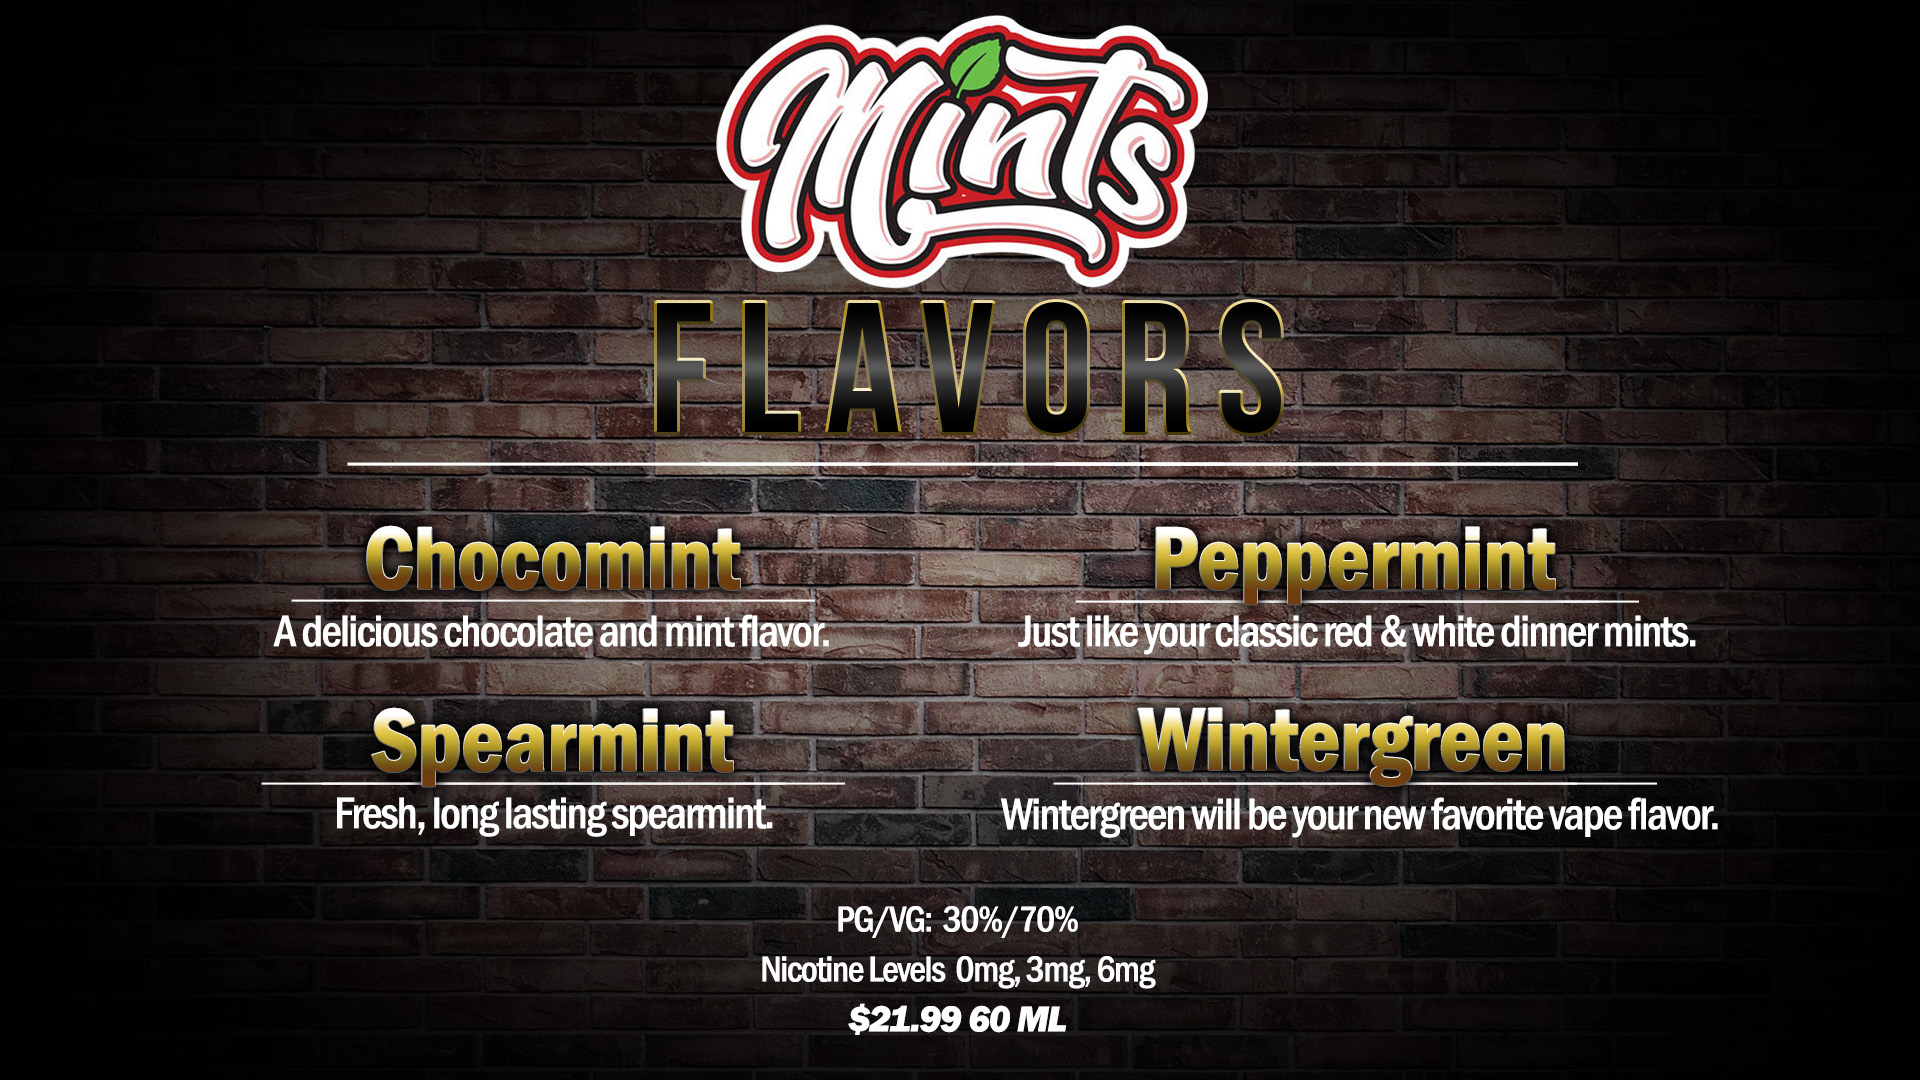 Mints
FLAVORS
Chocomint
A delicious chocolate and mint flavor.
Peppermint
Just like your classic red & white dinner mints.
Spearmint
Fresh, long lasting spearmint.
Wintergreen
Wintergreen will be your new favorite vape flavor.
PG/VG: 30%/70%
Nicotine Levels 0mg, 3mg, 6mg
$21.99 60 ML